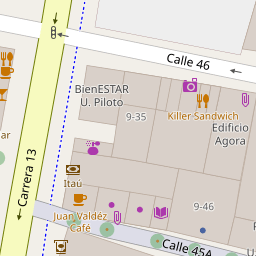 Calle 46
BienESTAR
U. Piloto
9-35
Killer Sandwich
Edificio
Agora
ar
Carrera 13
Itaú
Juan Valdéz
Café
9-46
Calle 45A
U.